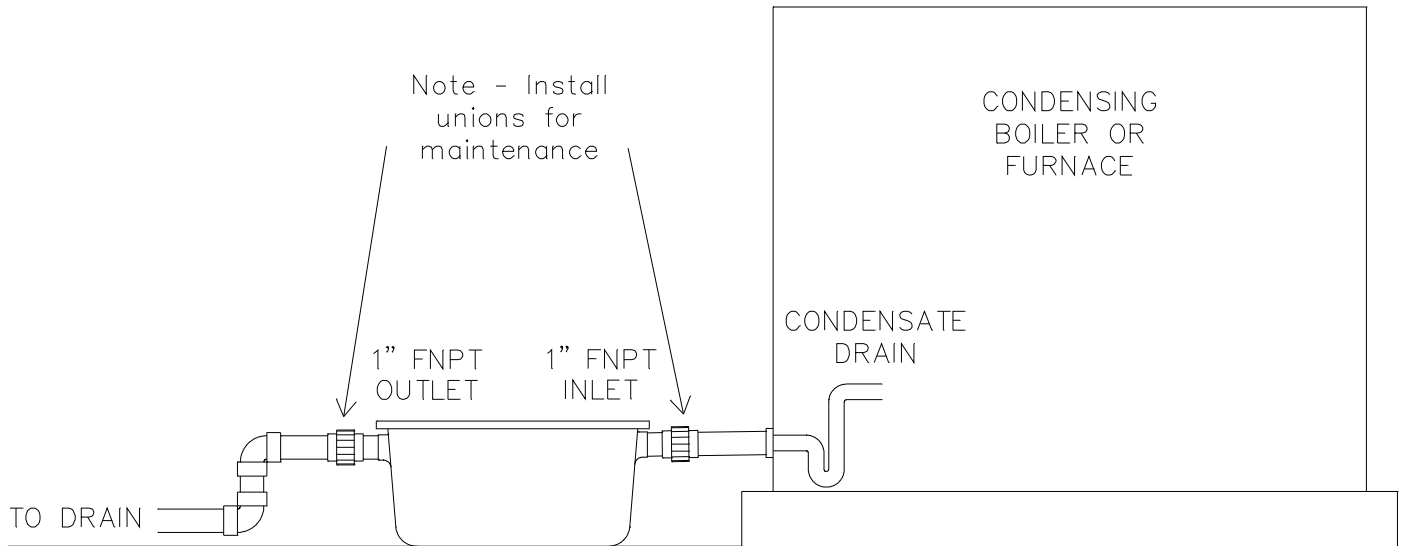 Note - Install
unions for
maintenance
CONDENSING
BOILER OR
FURNACE
CONDENSATE
DRAIN
1” FNPT
OUTLET
1” FNPT
INLET
TO DRAIN